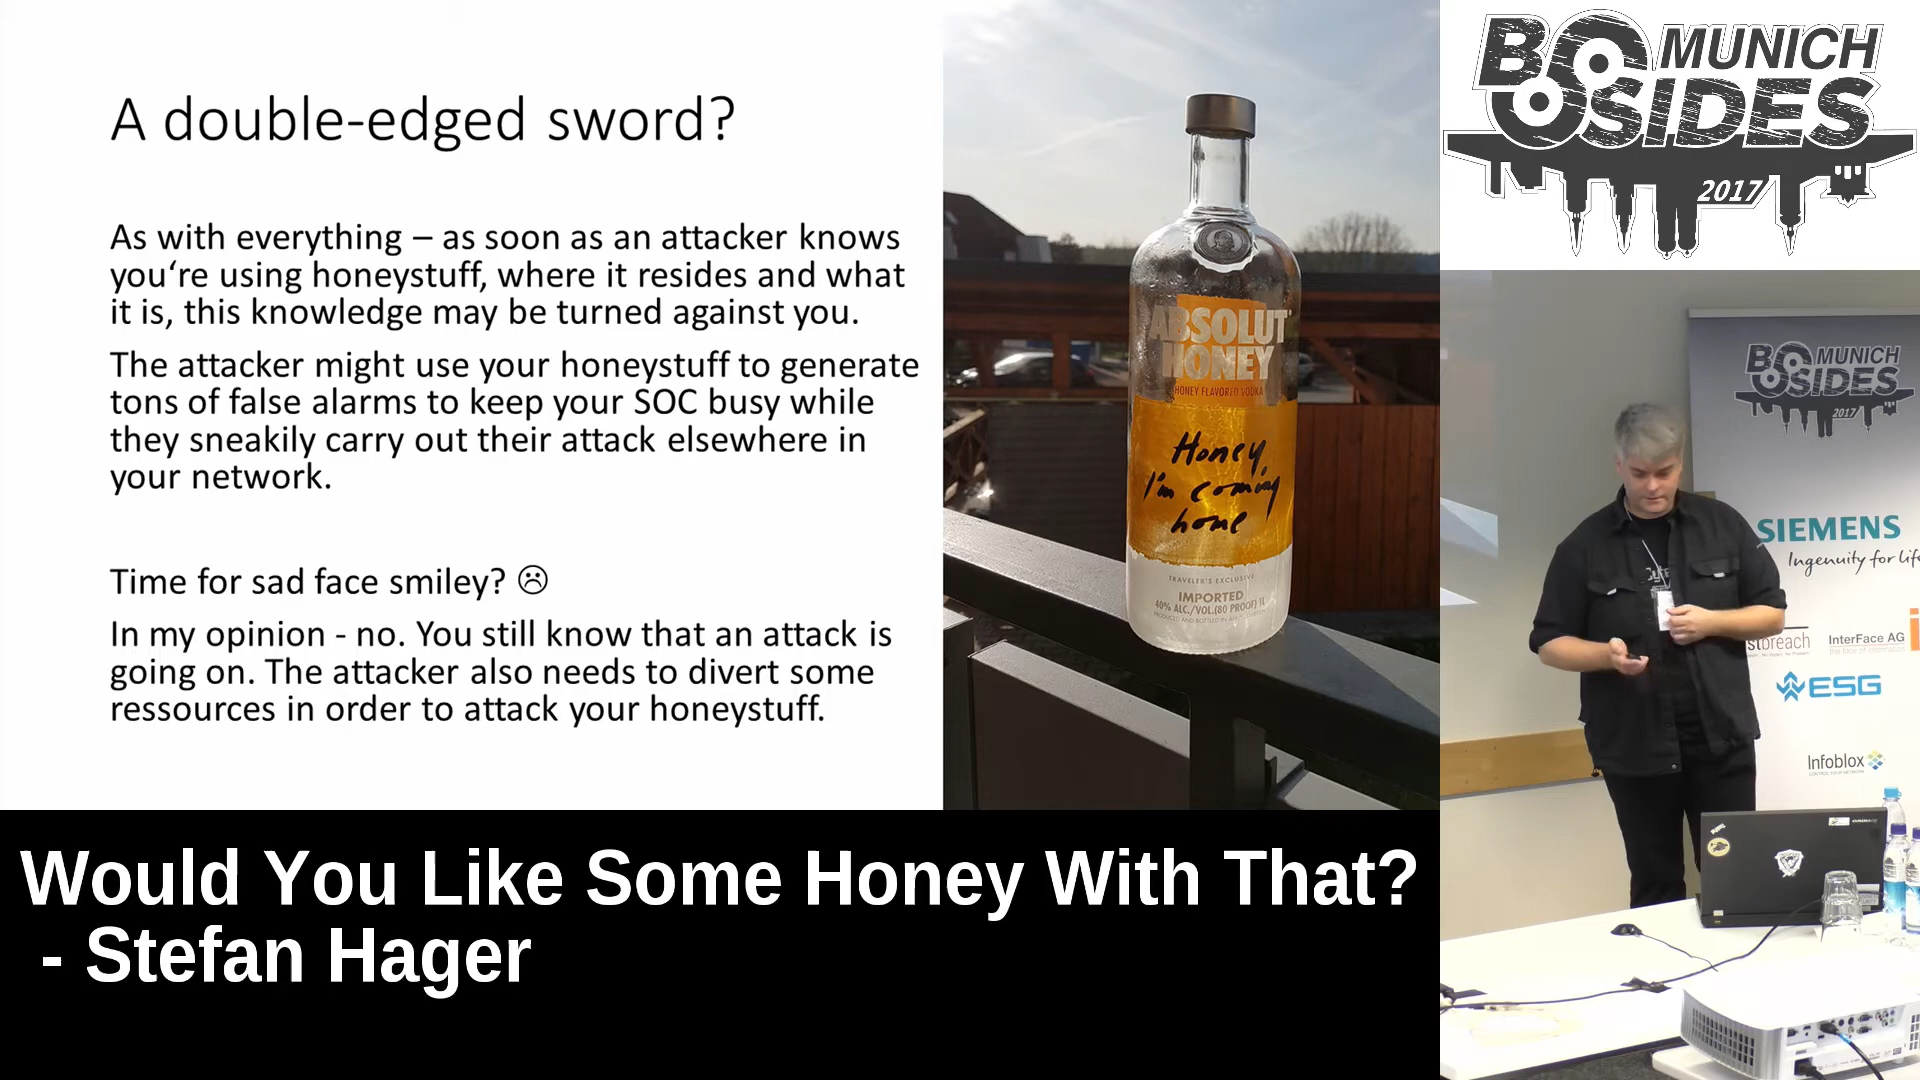 A double-edged sword?
As with everything – as soon as an attacker knows
you‘re using honeystuff, where it resides and what
it is, this knowledge may be turned against you.
The attacker might use your honeystuff to generate
tons of false alarms to keep your SOC busy while
they sneakily carry out their attack elsewhere in
your network.
Time for sad face smiley? ☹
In my opinion - no. You still know that an attack is
going on. The attacker also needs to divert some
ressources in order to attack your honeystuff.
ABSOLUT
HONEY
HONEY FLAVORED VODKA
Honey,
I'm coming
home
TRAVELER'S EXCLUSIVE
IMPORTED
40% ALC./VOL.(80 PROOF) 1L
BSIDES MUNICH
2017
BSIDES MUNICH
2017
SIEMENS
Ingenuity for life
stbreach
InterFace AG
ESG
Infoblox
Would You Like Some Honey With That?
- Stefan Hager